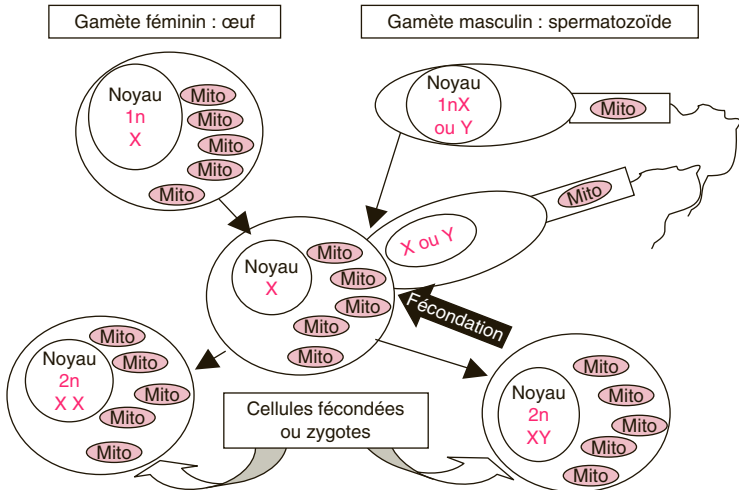 Gamète féminin : œuf
Gamète masculin : spermatozoïde
Noyau
1n
X
Mito
Mito
Mito
Mito
Mito
Noyau
1nX
ou Y
Mito
Noyau
X
Mito
Mito
Mito
Mito
Mito
X ou Y
Mito
Fécondation
Noyau
2n
X X
Mito
Mito
Mito
Mito
Mito
Cellules fécondées
ou zygotes
Noyau
2n
XY
Mito
Mito
Mito
Mito
Mito